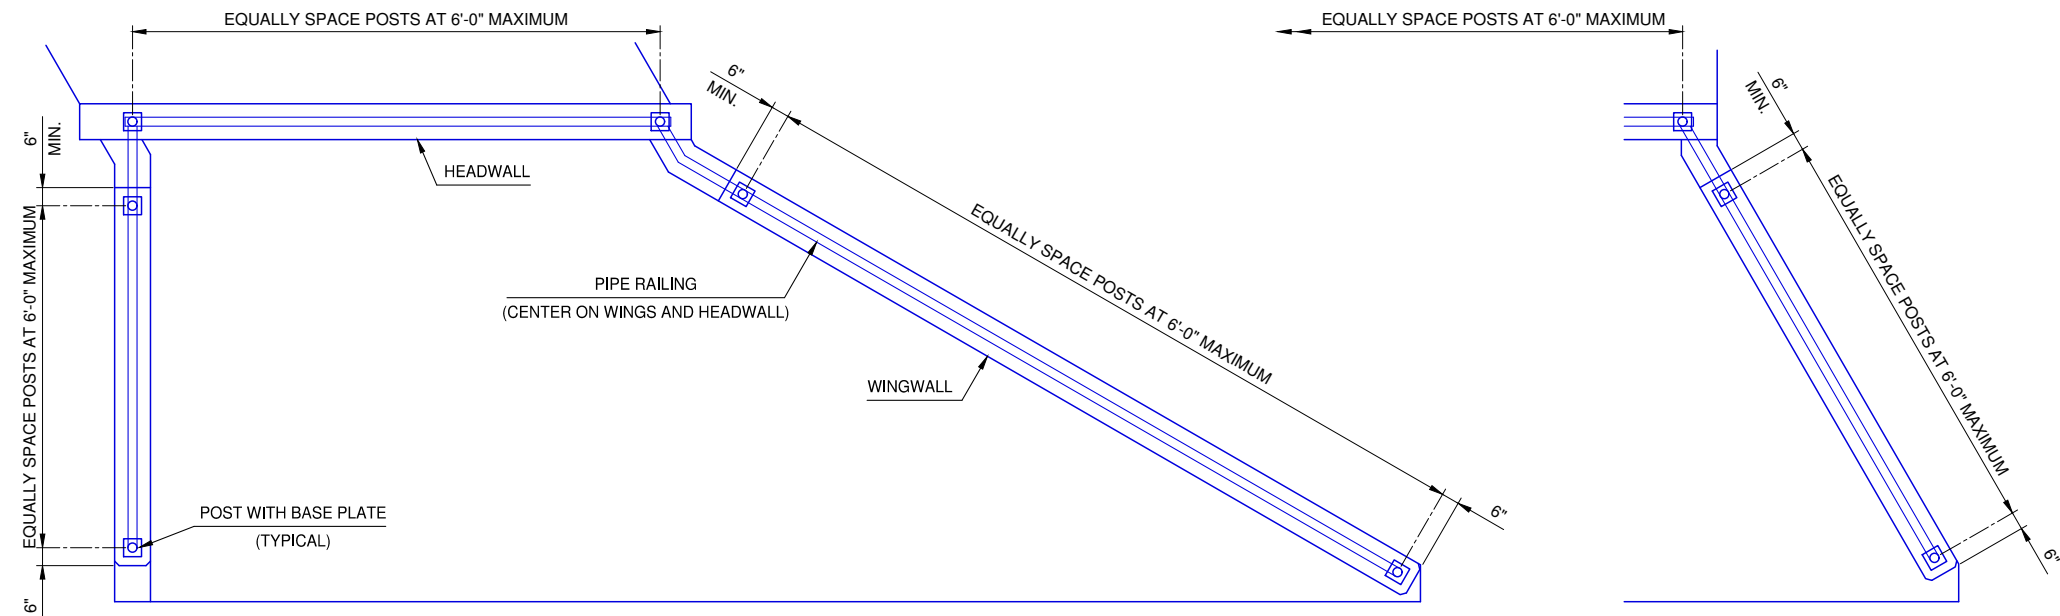 EQUALLY SPACE POSTS AT 6'-0" MAXIMUM
EQUALLY SPACE POSTS AT 6'-0" MAXIMUM
6"
MIN.
6"
MIN.
6"
MIN.
HEADWALL
EQUALLY SPACE POSTS AT 6'-0" MAXIMUM
EQUALLY SPACE POSTS AT 6'-0" MAXIMUM
EQUALLY SPACE POSTS AT 6'-0" MAXIMUM
PIPE RAILING
(CENTER ON WINGS AND HEADWALL)
WINGWALL
POST WITH BASE PLATE
(TYPICAL)
6"
6"
6"